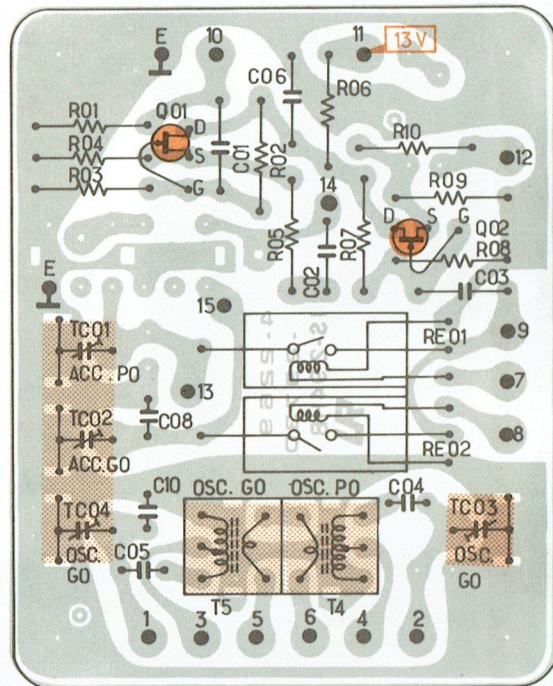 E 10 11 13 V
C06
R06
R01 Q01
D
R04 S
R03 G
C01 R02
R10
12
R09
14
D S G
Q02
R05 C02 R07
R08
C03
E
15
TC01
ACC.PO
RE01
9
7
13
TC02
ACC.GO
C08
RE02
8
C10 OSC. GO OSC. PO C04
TC04
OSC.
GO
TC03
OSC.
GO
C05
T5 T4
1 3 5 6 4 2